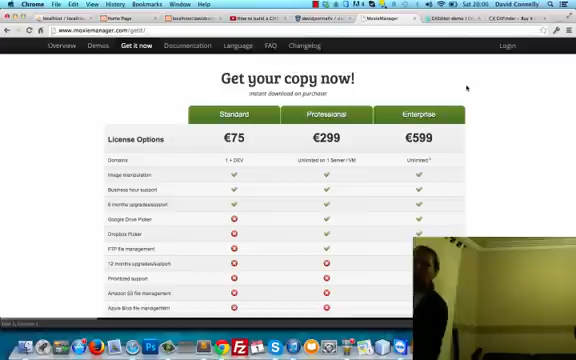 Chrome File Edit View History Bookmarks Window Help
Sat 20:00 David Connelly
Home Page
MoxieManager
www.moxiemanager.com/getit/
Overview Demos Get it now Documentation Language FAQ Changelog Login
Get your copy now!
instant download on purchase
Standard Professional Enterprise
License Options €75 €299 €599
Domains 1 + DEV Unlimited on 1 Server / VM Unlimited *
Image manipulation
Business hour support
6 months upgrades/support
Google Drive Picker
Dropbox Picker
FTP file management
12 months upgrades/support
Prioritized support
Amazon S3 file management
Azure Blob file management